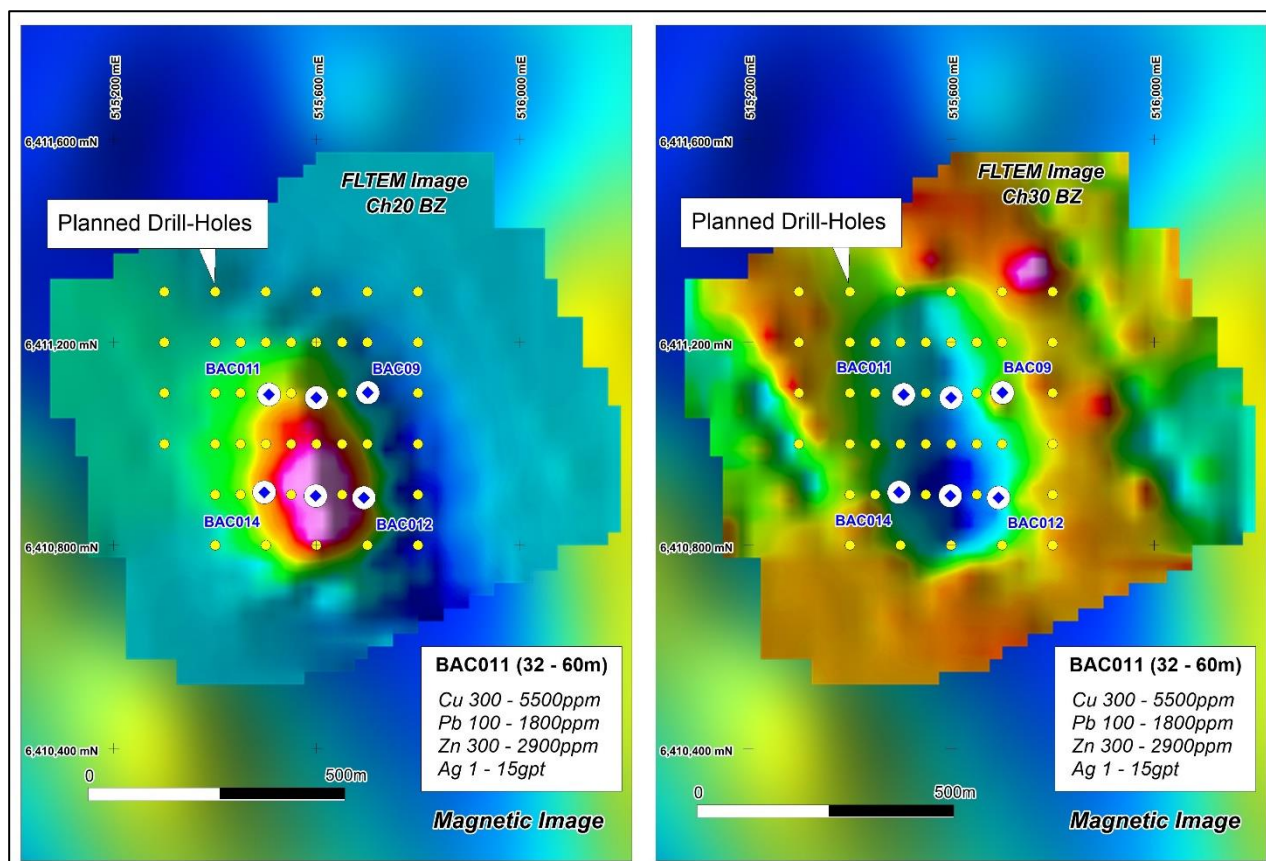 515,200 mE
515,600 mE
516,000 mE
6,411,600 mN
FLTEM Image
Ch20 BZ
Planned Drill-Holes
6,411,200 mN
BAC011
BAC09
BAC014
BAC012
6,410,800 mN
BAC011 (32 - 60m)
Cu 300 - 5500ppm
Pb 100 - 1800ppm
Zn 300 - 2900ppm
Ag 1 - 15gpt
6,410,400 mN
0
500m
Magnetic Image
515,200 mE
515,600 mE
516,000 mE
6,411,600 mN
FLTEM Image
Ch30 BZ
Planned Drill-Holes
6,411,200 mN
BAC011
BAC09
BAC014
BAC012
6,410,800 mN
BAC011 (32 - 60m)
Cu 300 - 5500ppm
Pb 100 - 1800ppm
Zn 300 - 2900ppm
Ag 1 - 15gpt
6,410,400 mN
0
500m
Magnetic Image